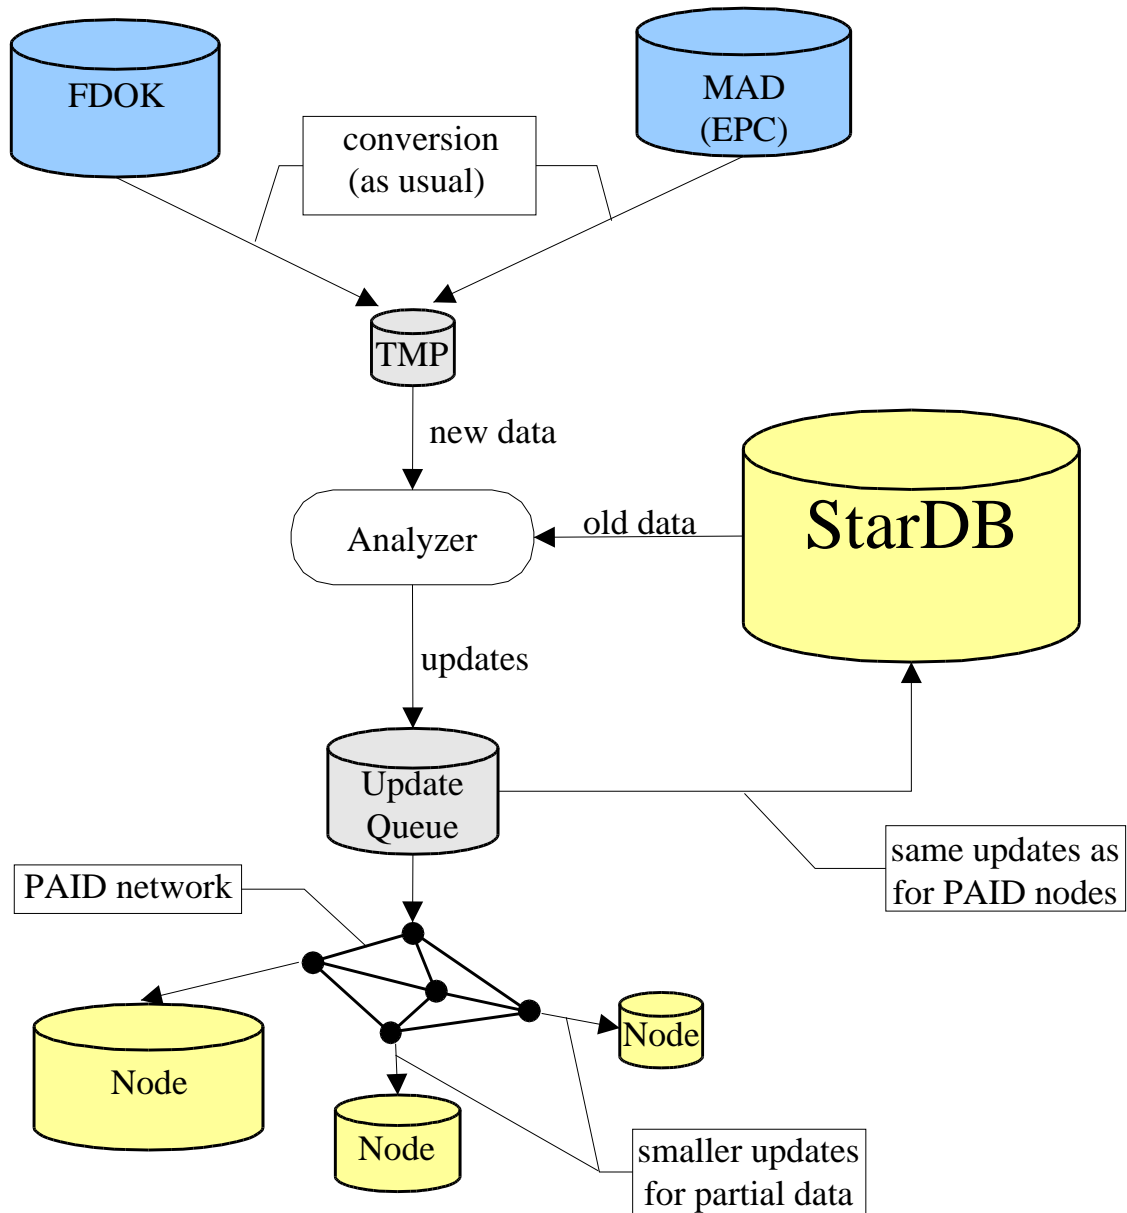 FDOK
MAD
(EPC)
conversion
(as usual)
TMP
new data
StarDB
old data
Analyzer
updates
Update
Queue
same updates as
for PAID nodes
PAID network
Node
Node
Node
smaller updates
for partial data